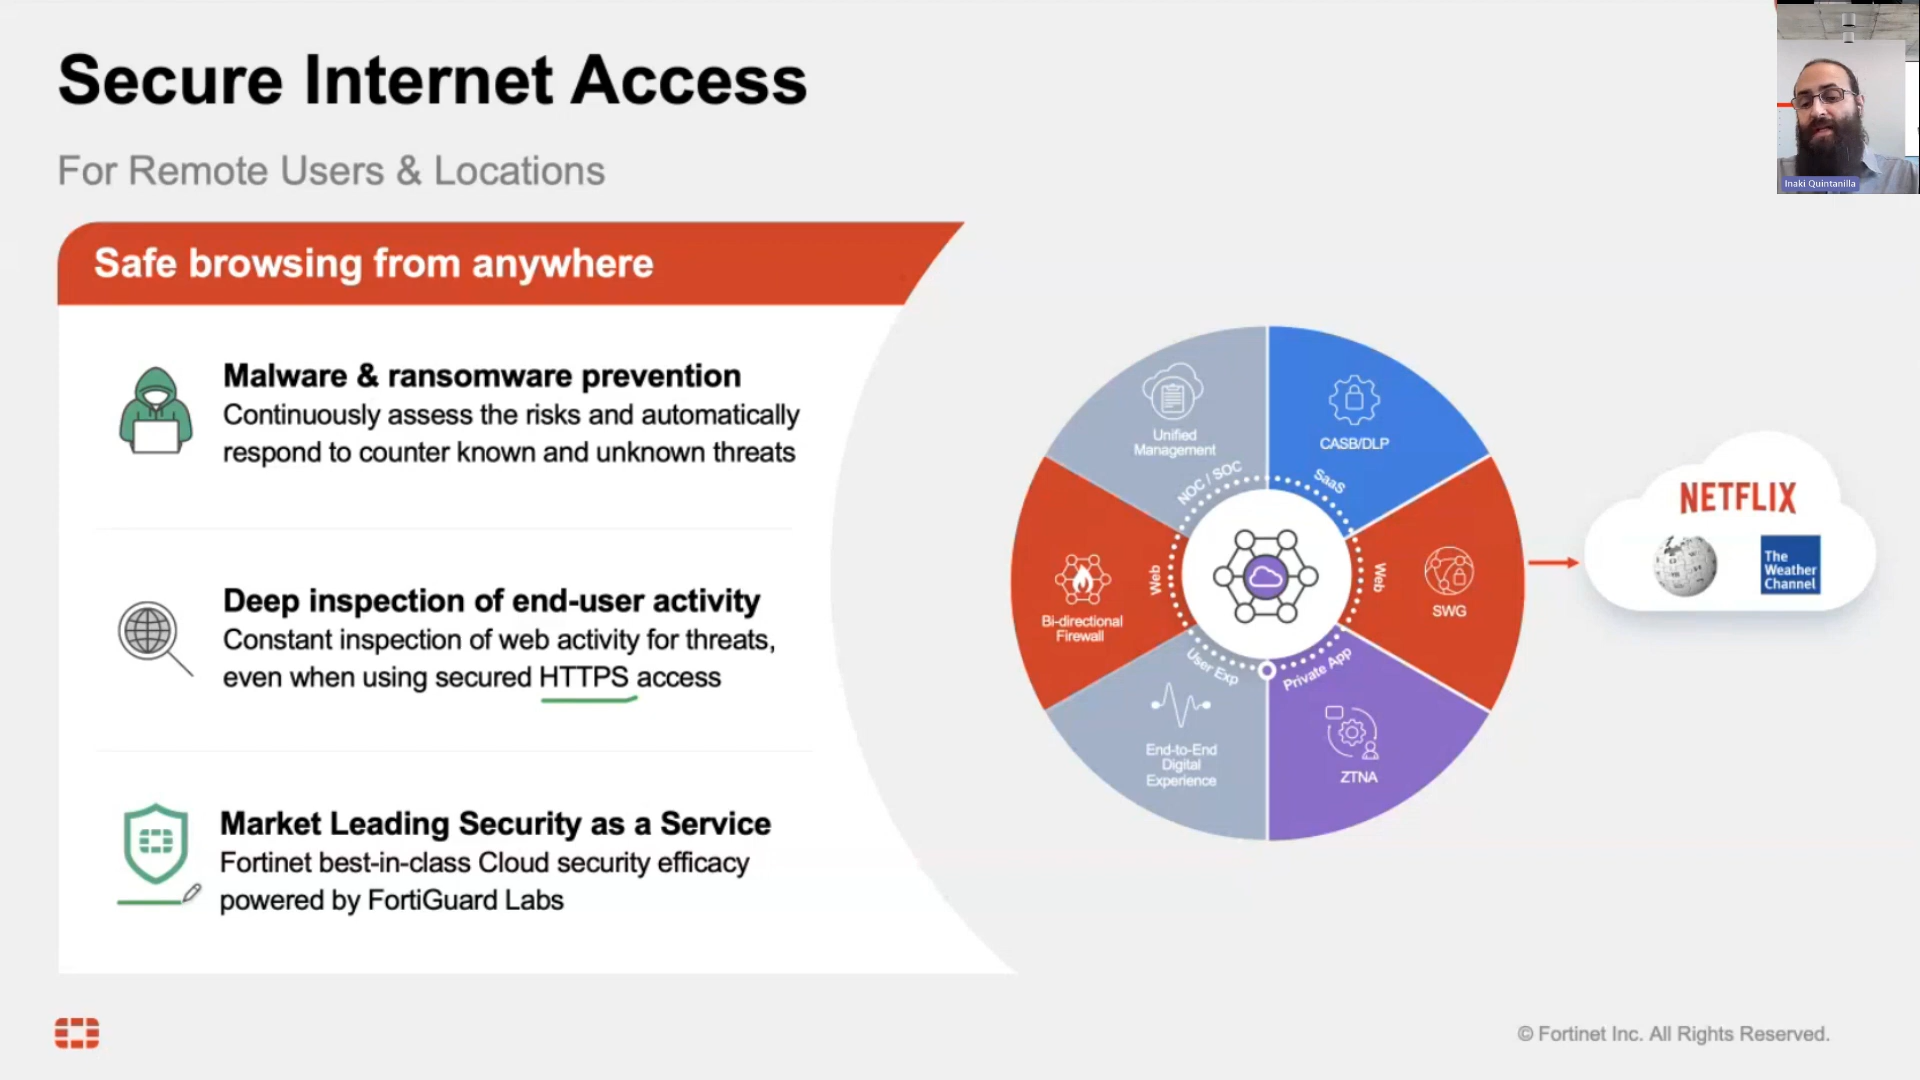 Secure Internet Access
For Remote Users & Locations
Safe browsing from anywhere
Malware & ransomware prevention
Continuously assess the risks and automatically
respond to counter known and unknown threats
Deep inspection of end-user activity
Constant inspection of web activity for threats,
even when using secured HTTPS access
Market Leading Security as a Service
Fortinet best-in-class Cloud security efficacy
powered by FortiGuard Labs
Unified
Management
NOC / SOC
CASB/DLP
SaaS
Bi-directional
Firewall
Web
Web
SWG
User Exp
End-to-End
Digital
Experience
Private App
ZTNA
NETFLIX
The
Weather
Channel
Inaki Quintanilla
© Fortinet Inc. All Rights Reserved.